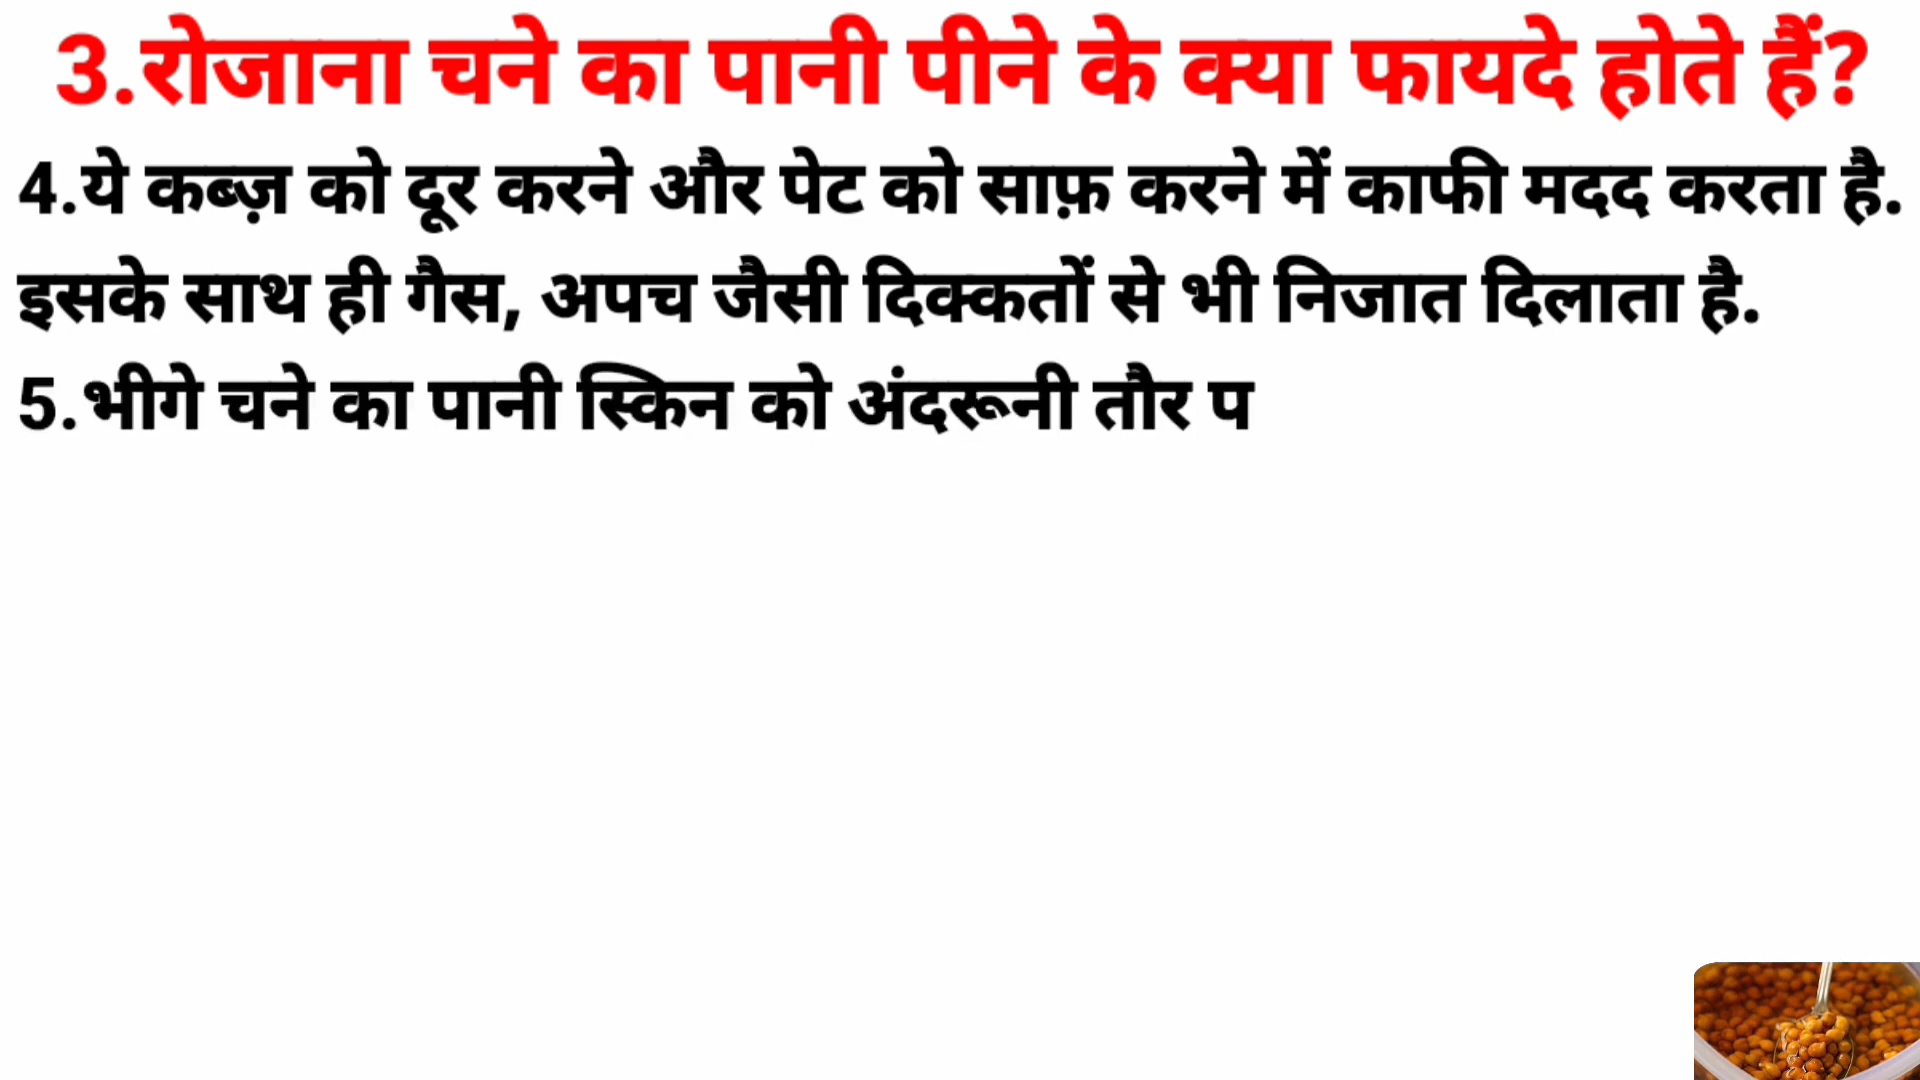 3.रोजाना चने का पानी पीने के क्या फायदे होते हैं?
4.ये कब्ज़ को दूर करने और पेट को साफ़ करने में काफी मदद करता है.
इसके साथ ही गैस, अपच जैसी दिक्कतों से भी निजात दिलाता है.
5.भीगे चने का पानी स्किन को अंदरूनी तौर प